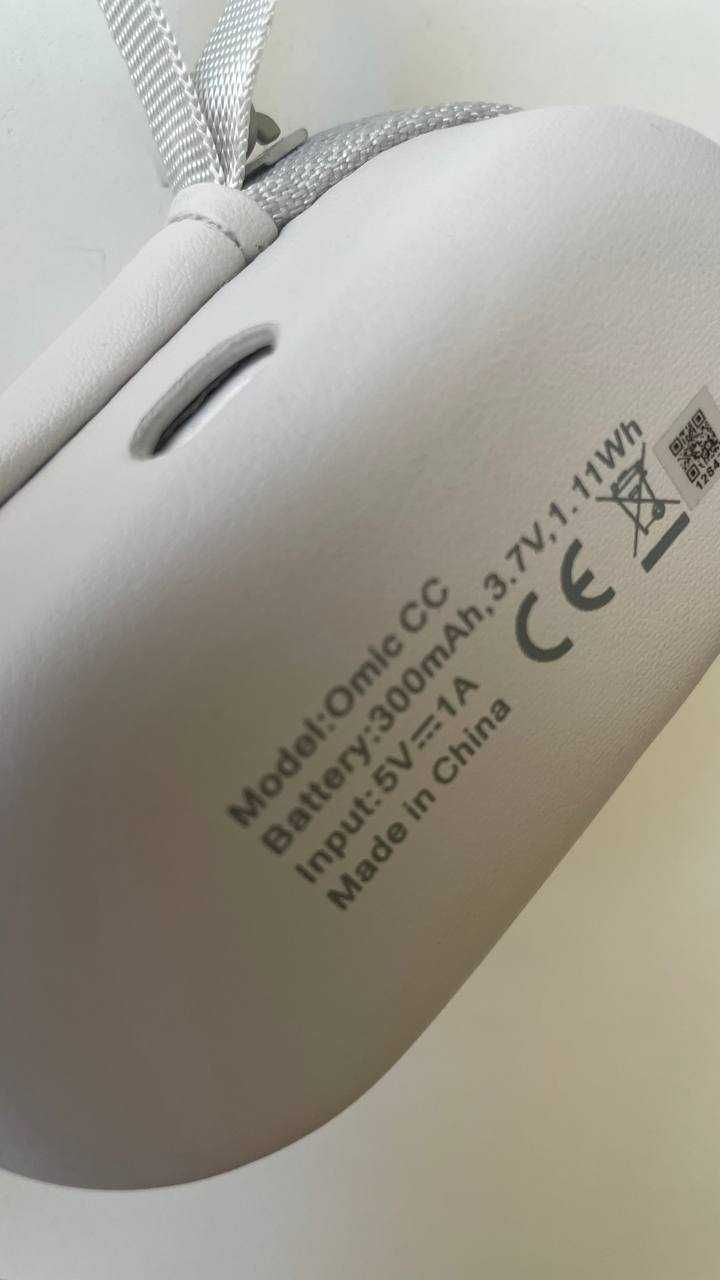 Model:Omic CC
Battery:300mAh,3.7V,1.11Wh
Input:5V⎓1A
Made in China
CE